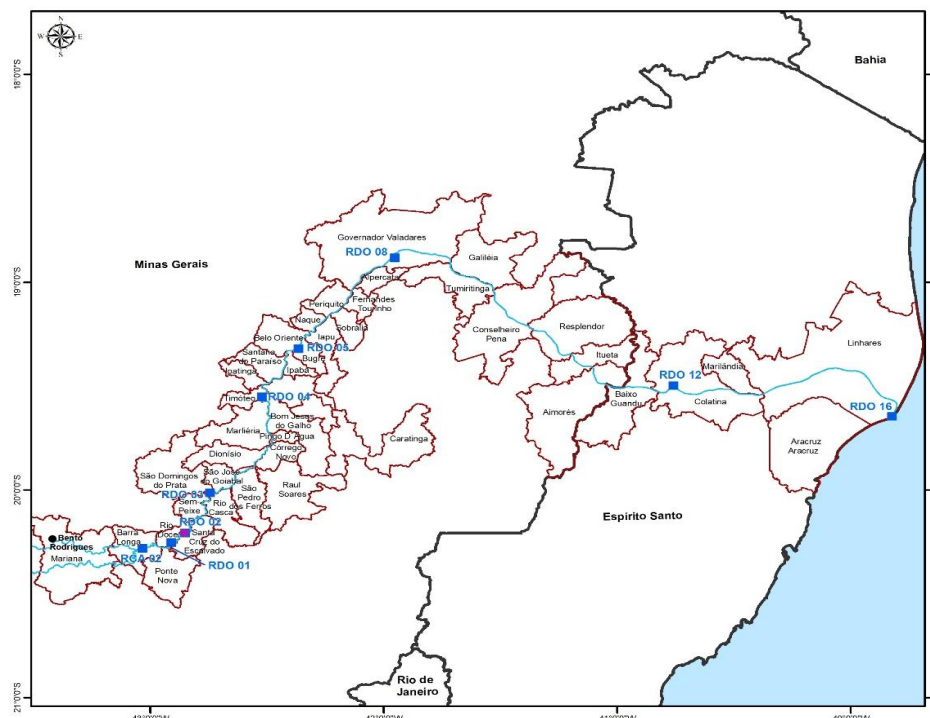 N
W
E
S
18°0'0"S
19°0'0"S
20°0'0"S
21°0'0"S
Bahia
Minas Gerais
Governador Valadares
RDO 08
Galiléia
Alpercata
Tumiritinga
Periquito
Fernandes
Tourinho
Naque
Sobrália
Resplendor
Conselheiro
Pena
Belo Oriente
Iapu
RDO 05
Bugre
Santana
do Paraíso
Ipaba
Ipatinga
Itueta
Linhares
Marilândia
RDO 12
Baixo
Guandu
Colatina
Timóteo
RDO 04
Aimorés
RDO 16
Bom Jesus
do Galho
Marliéria
Pingo D'Água
Córrego
Novo
Caratinga
Aracruz
Aracruz
Dionísio
São Domingos
do Prata
São José
do Goiabal
São
Pedro
dos Ferros
Raul
Soares
RDO 03
Sem
Peixe
Rio
Casca
RDO 02
Espirito Santo
Rio
Doce
Santa
Cruz do
Escalvado
Barra
Longa
Bento
Rodrigues
Mariana
RCA 02
RDO 01
Ponte
Nova
Rio de
Janeiro